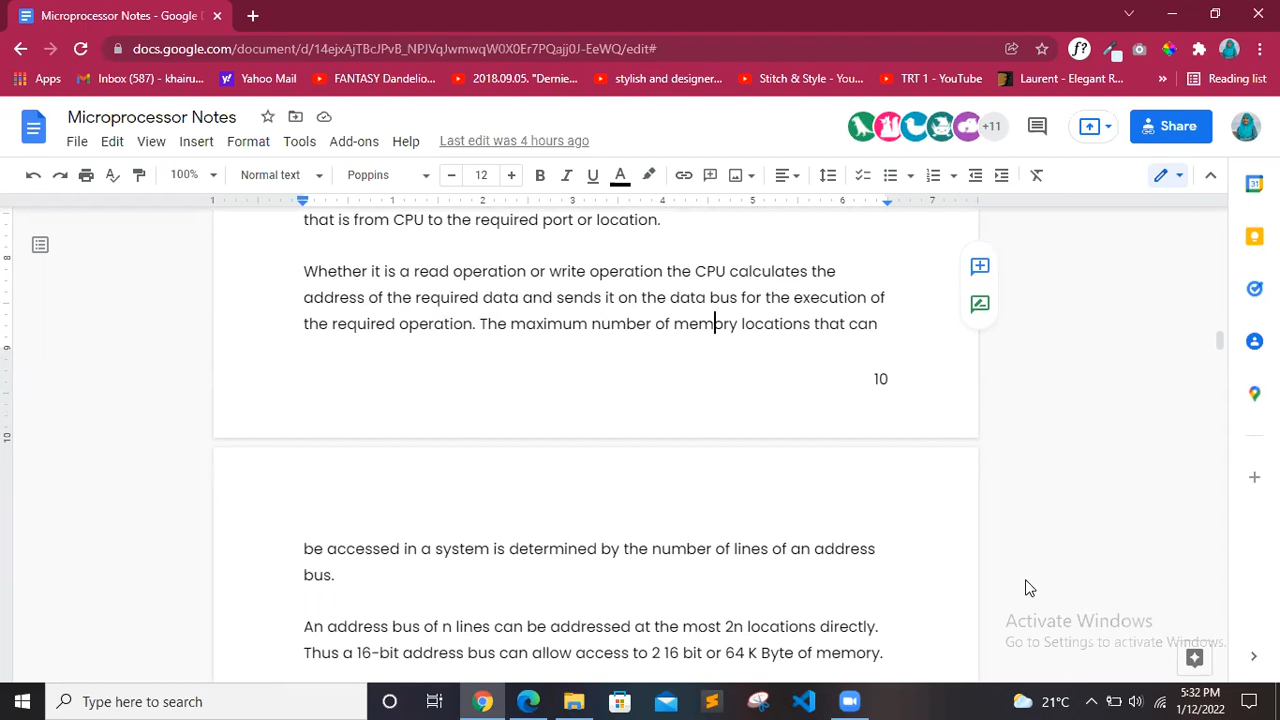 Microprocessor Notes - Google D
docs.google.com/document/d/14ejxAjTBcJPvB_NPJVqJwmwqW0X0Er7PQajj0J-EeWQ/edit#
Apps
Inbox (587) - khairu...
Yahoo Mail
FANTASY Dandelio...
2018.09.05. "Dernie...
stylish and designer...
Stitch & Style - You...
TRT 1 - YouTube
Laurent - Elegant R...
Reading list
Microprocessor Notes
+11
Share
File Edit View Insert Format Tools Add-ons Help Last edit was 4 hours ago
100% Normal text Poppins 12
1 1 2 3 4 5 6 7
that is from CPU to the required port or location.
Whether it is a read operation or write operation the CPU calculates the
address of the required data and sends it on the data bus for the execution of
the required operation. The maximum number of memory locations that can
10
be accessed in a system is determined by the number of lines of an address
bus.
An address bus of n lines can be addressed at the most 2n locations directly.
Thus a 16-bit address bus can allow access to 2 16 bit or 64 K Byte of memory.
Activate Windows
Go to Settings to activate Windows.
Type here to search
21°C
5:32 PM
1/12/2022